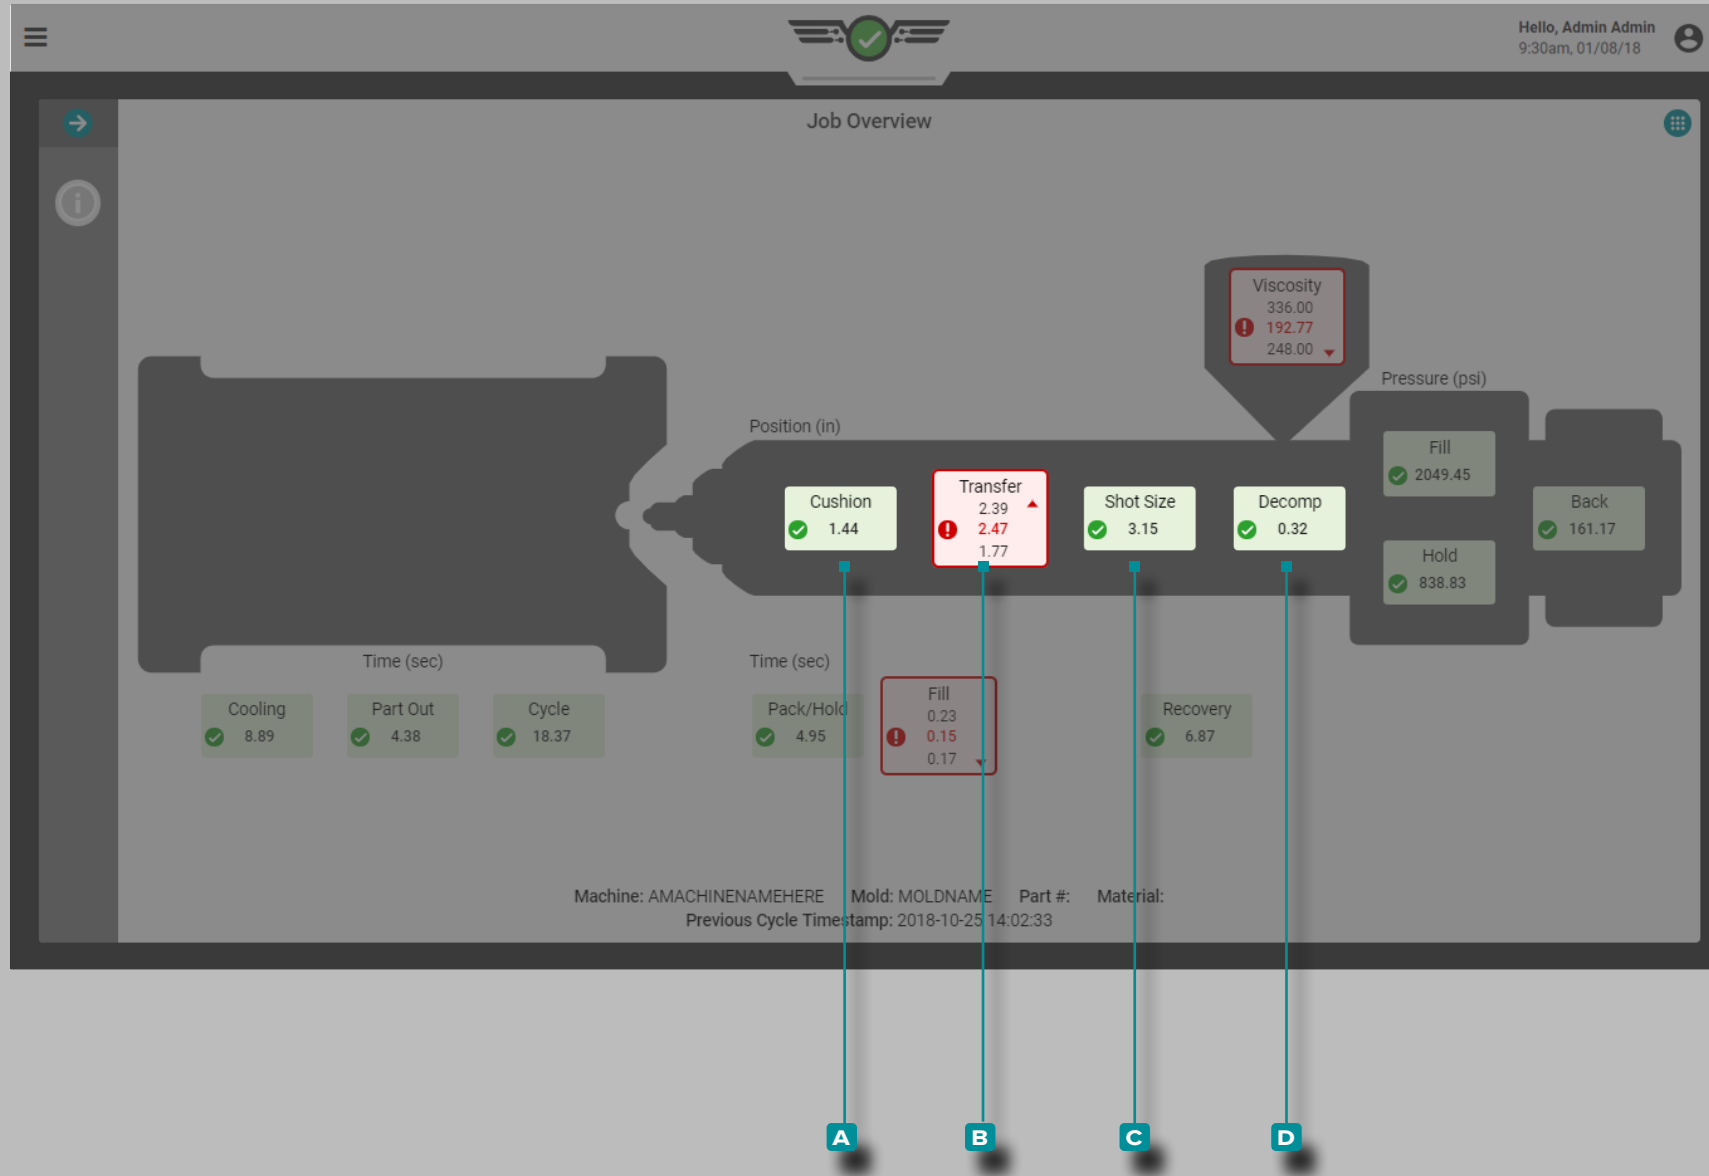 Hello, Admin Admin
9:30am, 01/08/18
Job Overview
Viscosity
336.00
192.77
248.00
Pressure (psi)
Position (in)
Fill
2049.45
Cushion
1.44
Transfer
2.39
2.47
1.77
Shot Size
3.15
Decomp
0.32
Back
161.17
Hold
838.83
Time (sec)
Time (sec)
Cooling
8.89
Part Out
4.38
Cycle
18.37
Pack/Hold
4.95
Fill
0.23
0.15
0.17
Recovery
6.87
Machine: AMACHINENAMEHERE Mold: MOLDNAME Part #: Material:
Previous Cycle Timestamp: 2018-10-25 14:02:33
A B C D